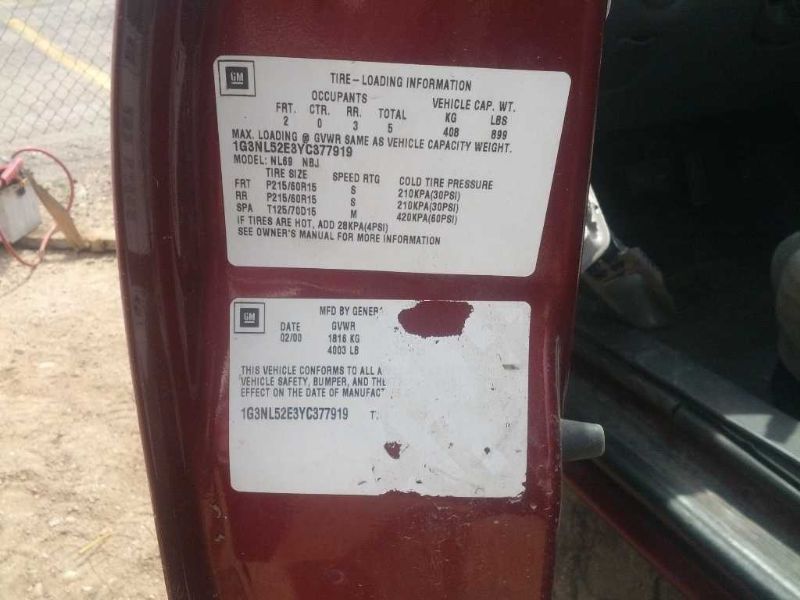 GM
TIRE-LOADING INFORMATION
OCCUPANTS VEHICLE CAP. WT.
FRT. CTR. RR. TOTAL KG LBS
2 0 3 5 408 899
MAX. LOADING @ GVWR SAME AS VEHICLE CAPACITY WEIGHT.
1G3NL52E3YC377919
MODEL: NL69 NBJ
TIRE SIZE SPEED RTG COLD TIRE PRESSURE
FRT P215/60R15 S 210KPA(30PSI)
RR P215/60R15 S 210KPA(30PSI)
SPA T125/70D15 M 420KPA(60PSI)
IF TIRES ARE HOT, ADD 28KPA(4PSI)
SEE OWNER'S MANUAL FOR MORE INFORMATION
GM
MFD BY GENER
DATE GVWR
02/00 1816 KG
4003 LB
THIS VEHICLE CONFORMS TO ALL A
VEHICLE SAFETY, BUMPER, AND THE
EFFECT ON THE DATE OF MANUFACT
1G3NL52E3YC377919 T